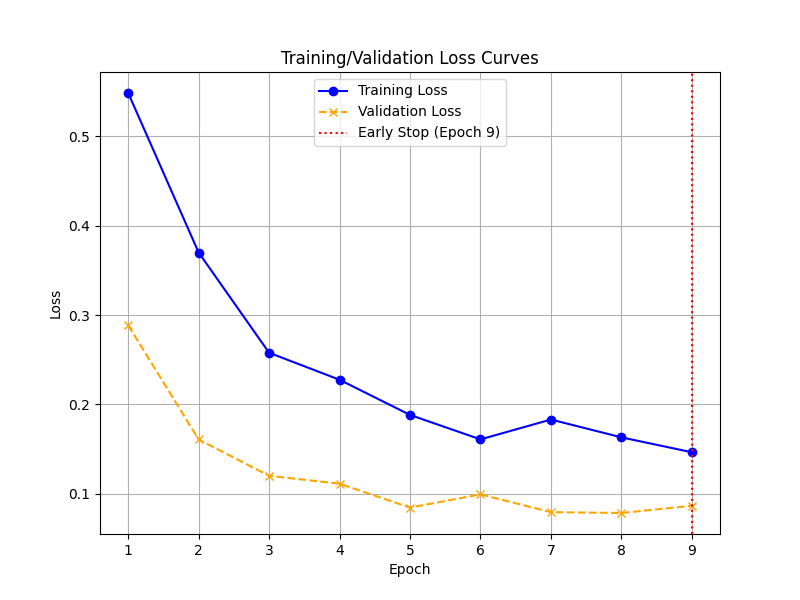 Training/Validation Loss Curves
Training Loss
Validation Loss
Early Stop (Epoch 9)
Loss
0.5
0.4
0.3
0.2
0.1
1 2 3 4 5 6 7 8 9
Epoch